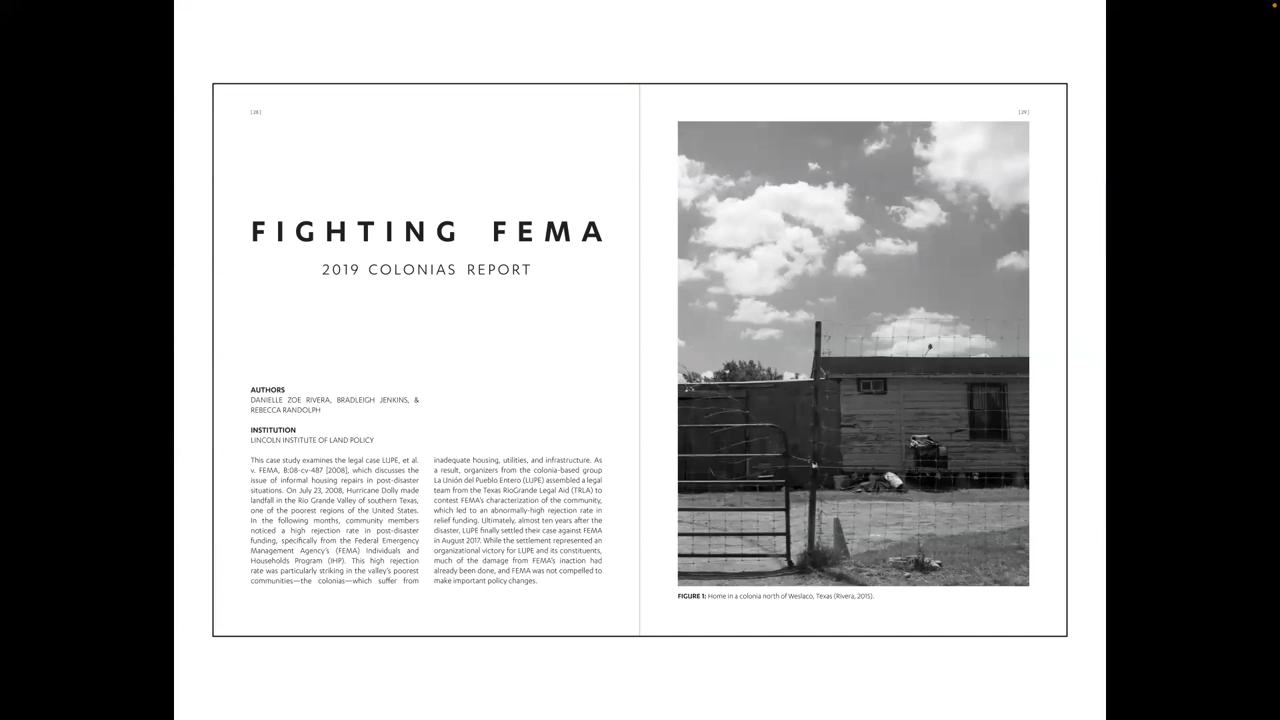 [28]
FIGHTING FEMA
2019 COLONIAS REPORT
AUTHORS
DANIELLE ZOE RIVERA, BRADLEIGH JENKINS, &
REBECCA RANDOLPH
INSTITUTION
LINCOLN INSTITUTE OF LAND POLICY
This case study examines the legal case LUPE, et al.
v. FEMA, B:08-cv-487 [2008], which discusses the
issue of informal housing repairs in post-disaster
situations. On July 23, 2008, Hurricane Dolly made
landfall in the Rio Grande Valley of southern Texas,
one of the poorest regions of the United States.
In the following months, community members
noticed a high rejection rate in post-disaster
funding, specifically from the Federal Emergency
Management Agency's (FEMA) Individuals and
Households Program (IHP). This high rejection
rate was particularly striking in the valley's poorest
communities—the colonias—which suffer from
inadequate housing, utilities, and infrastructure. As
a result, organizers from the colonia-based group
La Unión del Pueblo Entero (LUPE) assembled a legal
team from the Texas RioGrande Legal Aid (TRLA) to
contest FEMA's characterization of the community,
which led to an abnormally-high rejection rate in
relief funding. Ultimately, almost ten years after the
disaster, LUPE finally settled their case against FEMA
in August 2017. While the settlement represented an
organizational victory for LUPE and its constituents,
much of the damage from FEMA's inaction had
already been done, and FEMA was not compelled to
make important policy changes.
[29]
FIGURE 1: Home in a colonia north of Weslaco, Texas (Rivera, 2015).